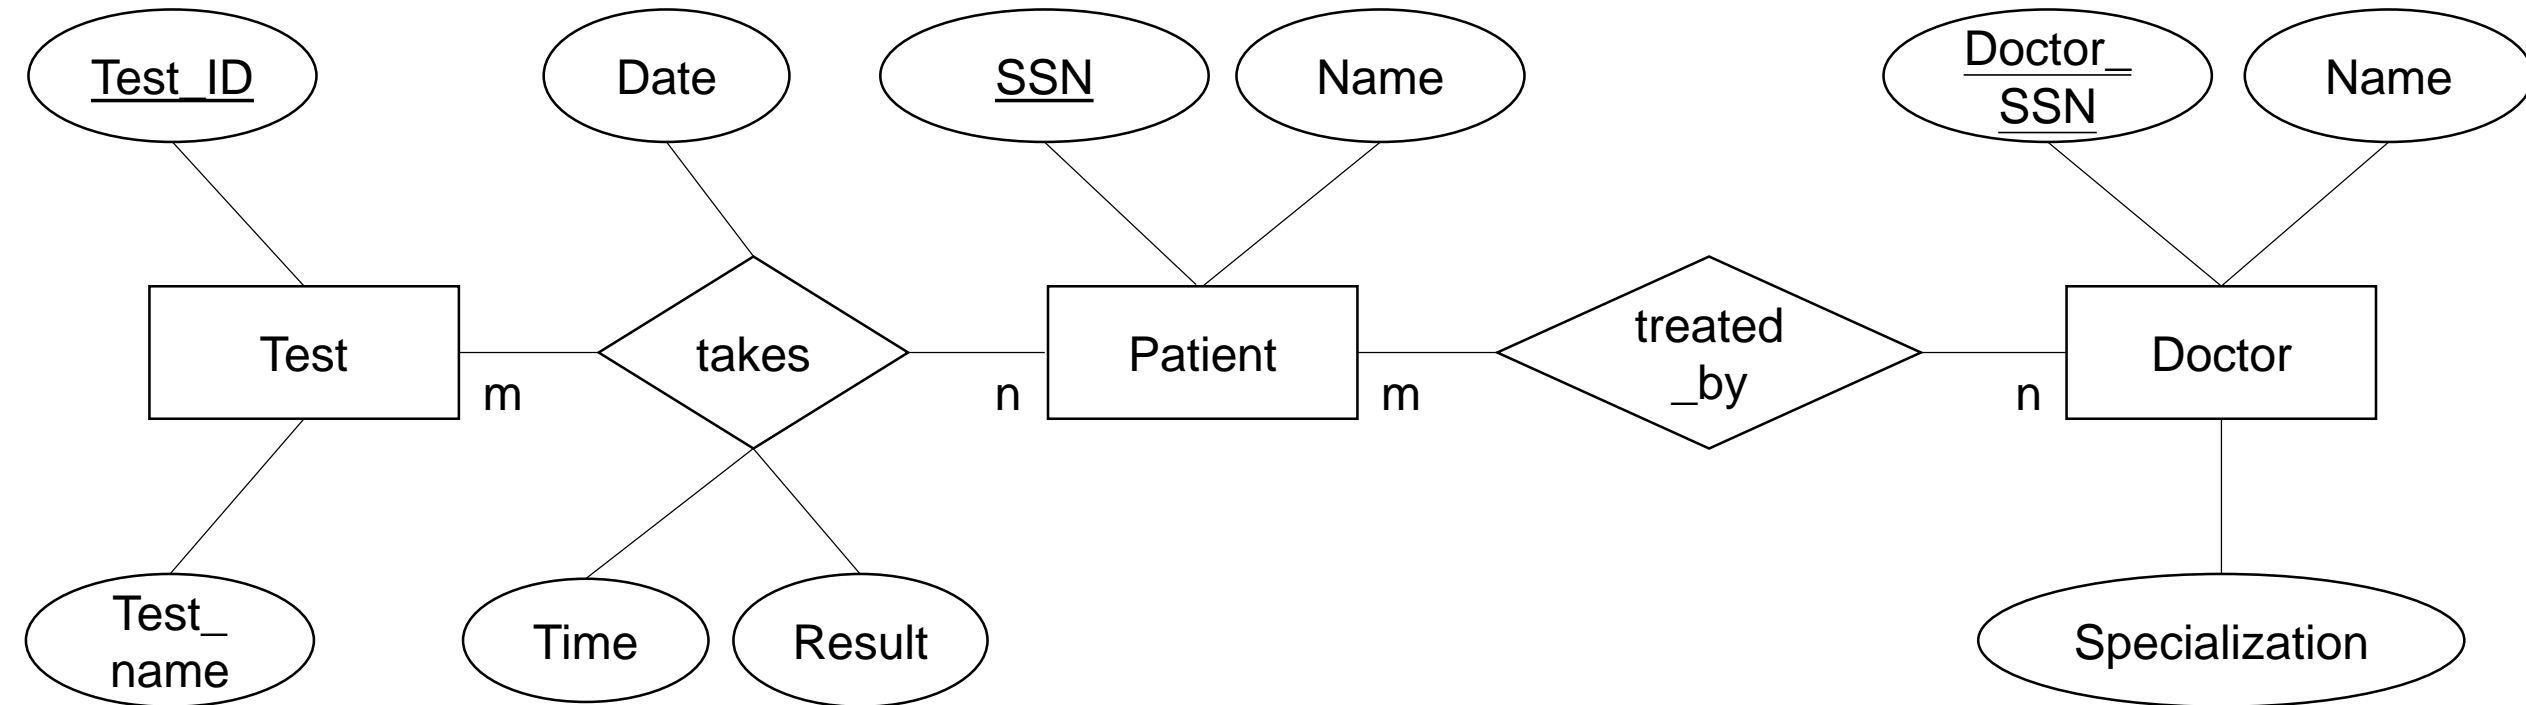 Test_ID
Date
SSN
Name
Doctor_
SSN
Name
Test
m
takes
n
Patient
m
treated
_by
n
Doctor
Test_
name
Time
Result
Specialization